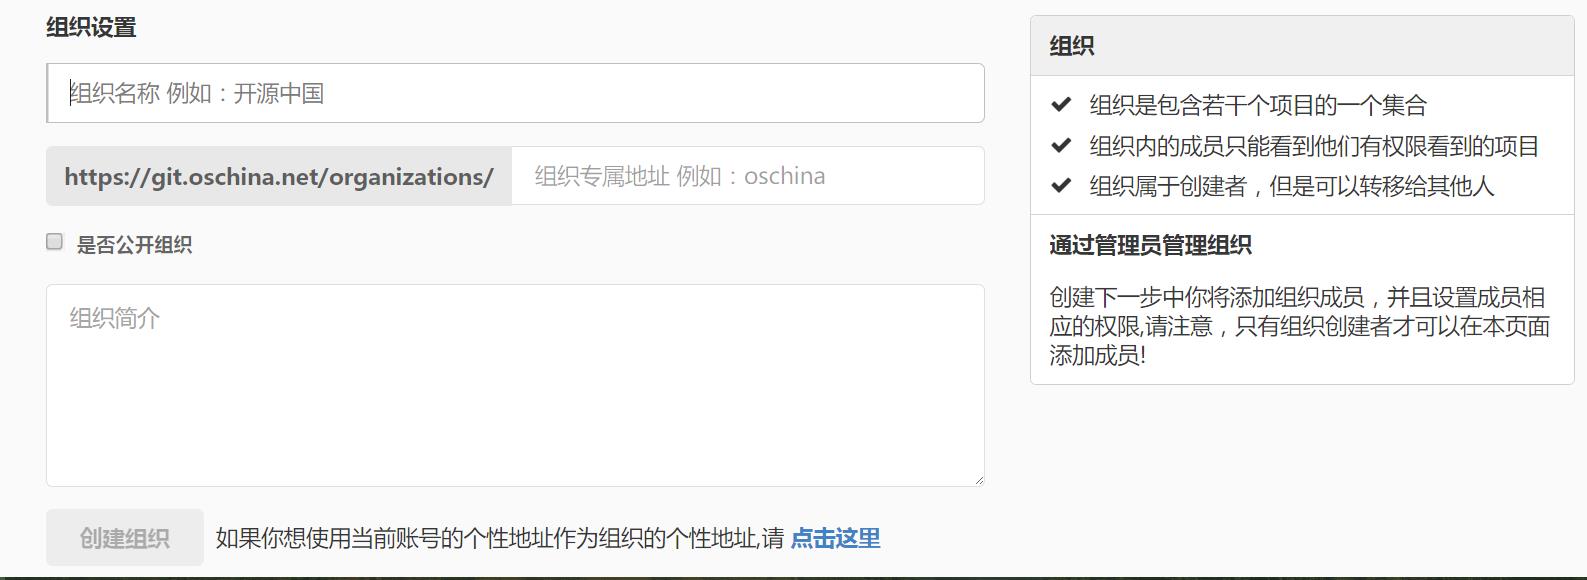 组织设置
组织名称 例如：开源中国
https://git.oschina.net/organizations/ 组织专属地址 例如：oschina
是否公开组织
组织简介
创建组织 如果你想使用当前账号的个性地址作为组织的个性地址,请 点击这里
组织
组织是包含若干个项目的一个集合
组织内的成员只能看到他们有权限看到的项目
组织属于创建者，但是可以转移给其他人
通过管理员管理组织
创建下一步中你将添加组织成员，并且设置成员相
应的权限,请注意，只有组织创建者才可以在本页面
添加成员!